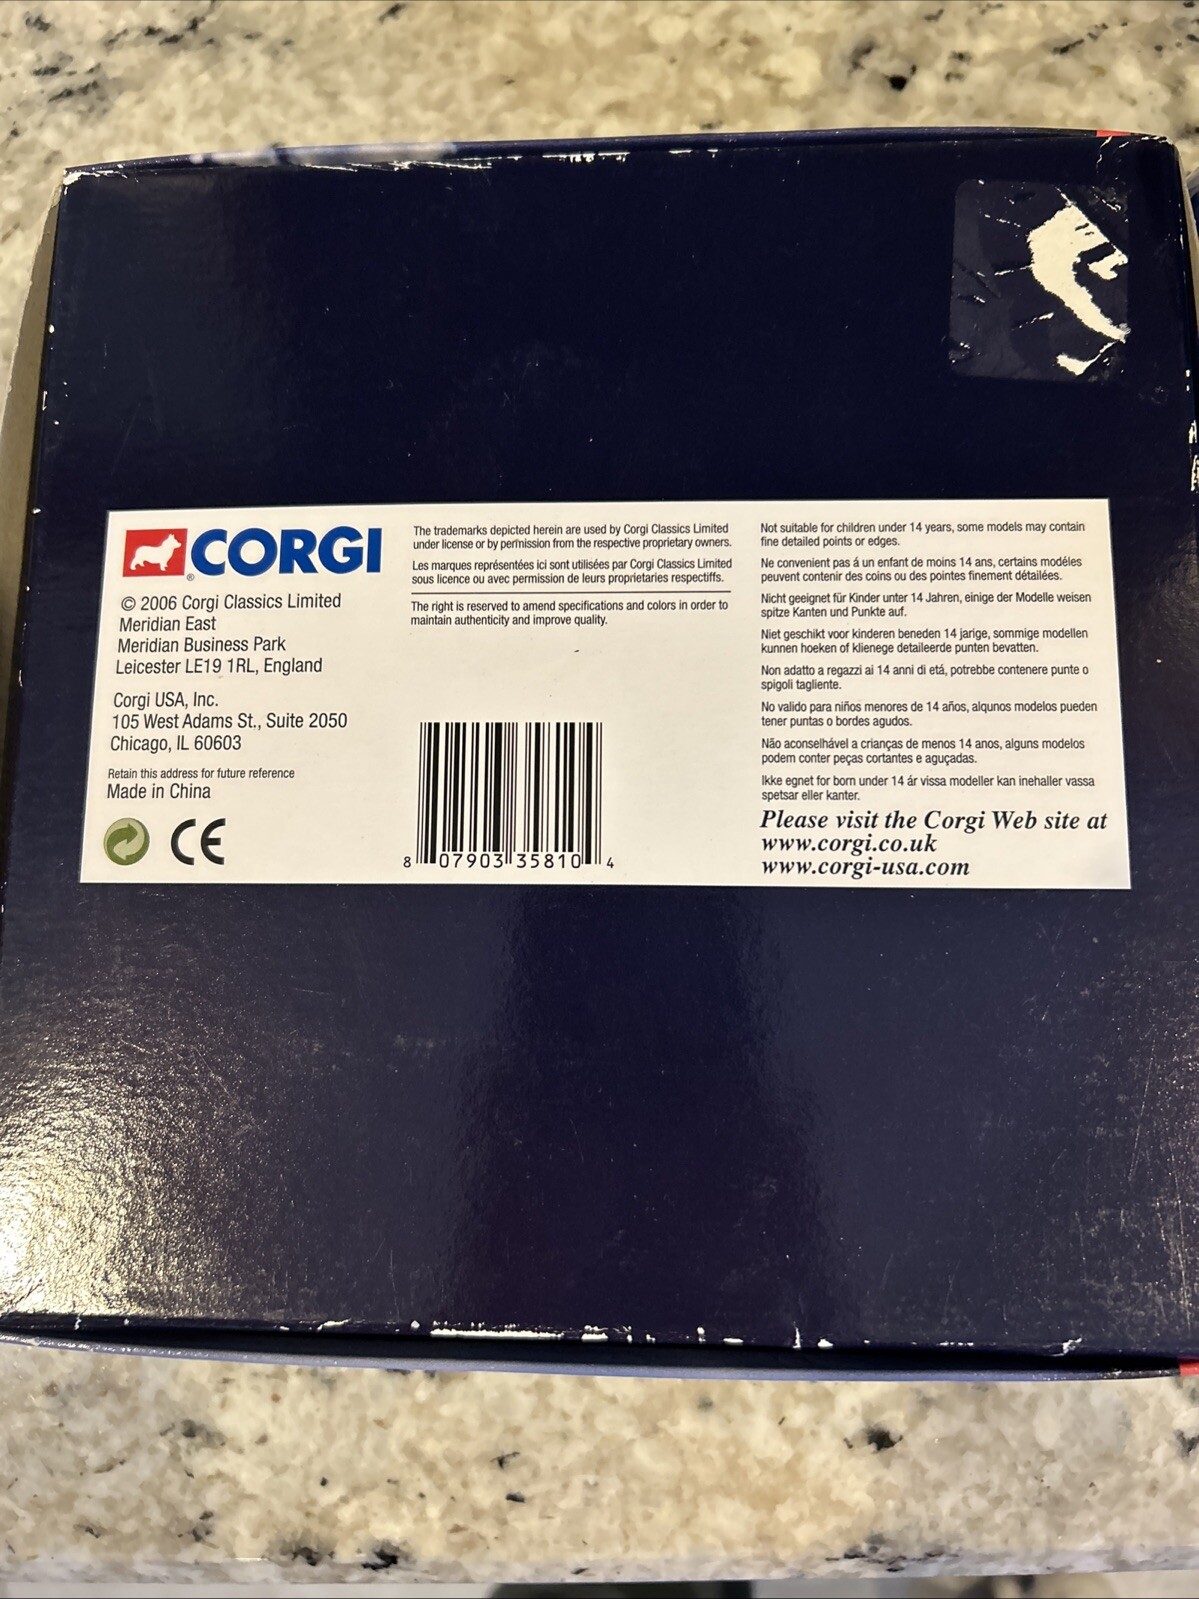 CORGI
®
© 2006 Corgi Classics Limited
Meridian East
Meridian Business Park
Leicester LE19 1RL, England
Corgi USA, Inc.
105 West Adams St., Suite 2050
Chicago, IL 60603
Retain this address for future reference
Made in China
CE
The trademarks depicted herein are used by Corgi Classics Limited
under license or by permission from the respective proprietary owners.
Les marques représentées ici sont utilisées par Corgi Classics Limited
sous licence ou avec permission de leurs proprietaries respectiffs.
The right is reserved to amend specifications and colors in order to
maintain authenticity and improve quality.
8 07903 35810 4
Not suitable for children under 14 years, some models may contain
fine detailed points or edges.
Ne convenient pas á un enfant de moins 14 ans, certains modéles
peuvent contenir des coins ou des pointes finement détailées.
Nicht geeignet für Kinder unter 14 Jahren, einige der Modelle weisen
spitze Kanten und Punkte auf.
Niet geschikt voor kinderen beneden 14 jarige, sommige modellen
kunnen hoeken of klienege detaileerde punten bevatten.
Non adatto a regazzi ai 14 anni di etá, potrebbe contenere punte o
spigoli tagliente.
No valido para niños menores de 14 años, alqunos modelos pueden
tener puntas o bordes agudos.
Não aconselhável a crianças de menos 14 anos, alguns modelos
podem conter peças cortantes e aguçadas.
Ikke egnet for born under 14 ár vissa modeller kan inehaller vassa
spetsar eller kanter.
Please visit the Corgi Web site at
www.corgi.co.uk
www.corgi-usa.com